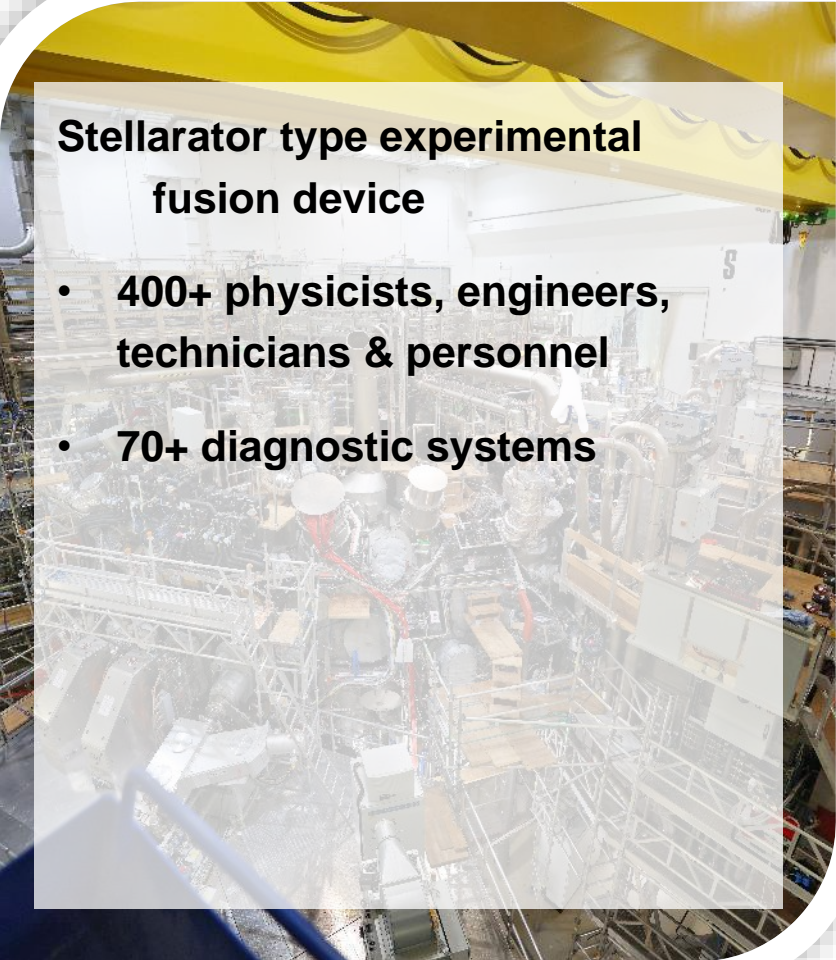 Stellarator type experimental
fusion device
• 400+ physicists, engineers,
technicians & personnel
• 70+ diagnostic systems
S